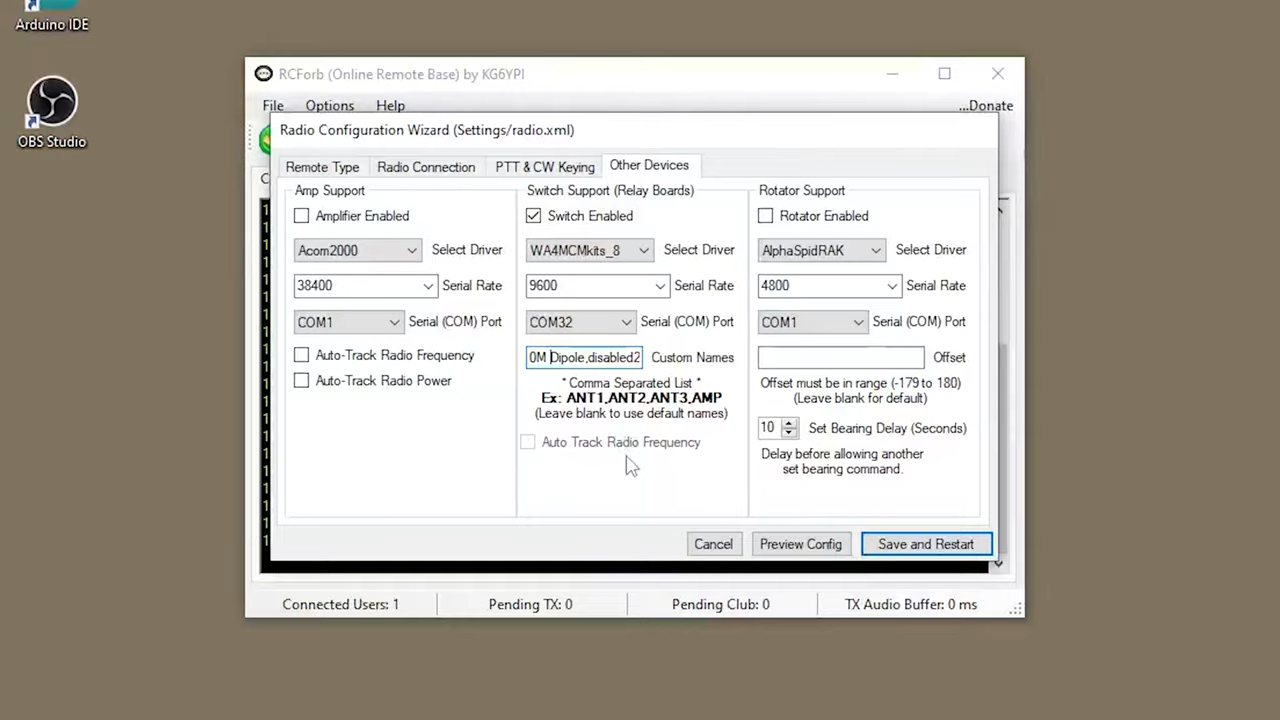 Arduino IDE
OBS Studio
RCForb (Online Remote Base) by KG6YPI
File Options Help ...Donate
Radio Configuration Wizard (Settings/radio.xml)
Remote Type Radio Connection PTT & CW Keying Other Devices
Amp Support
Amplifier Enabled
Acom2000 Select Driver
38400 Serial Rate
COM1 Serial (COM) Port
Auto-Track Radio Frequency
Auto-Track Radio Power
Switch Support (Relay Boards)
Switch Enabled
WA4MCMkits_8 Select Driver
9600 Serial Rate
COM32 Serial (COM) Port
0M Dipole,disabled2 Custom Names
* Comma Separated List *
Ex: ANT1,ANT2,ANT3,AMP
(Leave blank to use default names)
Auto Track Radio Frequency
Rotator Support
Rotator Enabled
AlphaSpidRAK Select Driver
4800 Serial Rate
COM1 Serial (COM) Port
Offset
Offset must be in range (-179 to 180)
(Leave blank for default)
10 Set Bearing Delay (Seconds)
Delay before allowing another
set bearing command.
Cancel Preview Config Save and Restart
Connected Users: 1 Pending TX: 0 Pending Club: 0 TX Audio Buffer: 0 ms